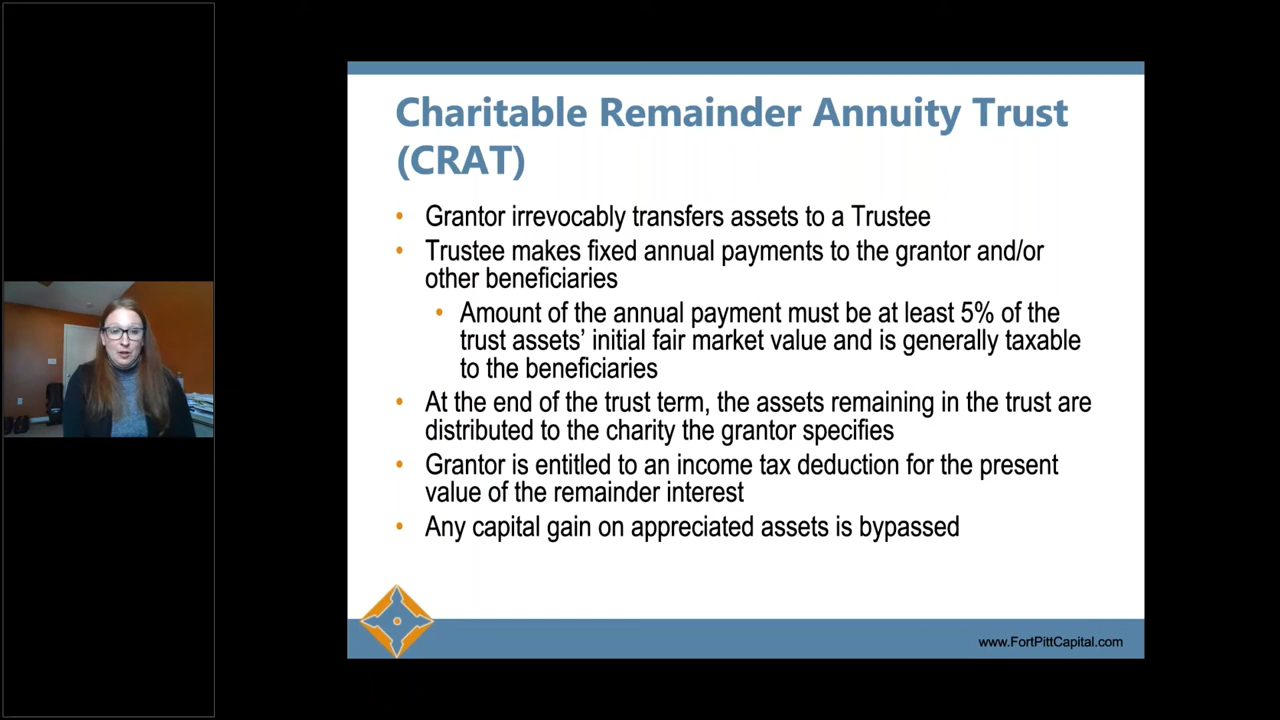 Charitable Remainder Annuity Trust
(CRAT)
• Grantor irrevocably transfers assets to a Trustee
• Trustee makes fixed annual payments to the grantor and/or
other beneficiaries
• Amount of the annual payment must be at least 5% of the
trust assets’ initial fair market value and is generally taxable
to the beneficiaries
• At the end of the trust term, the assets remaining in the trust are
distributed to the charity the grantor specifies
• Grantor is entitled to an income tax deduction for the present
value of the remainder interest
• Any capital gain on appreciated assets is bypassed
www.FortPittCapital.com